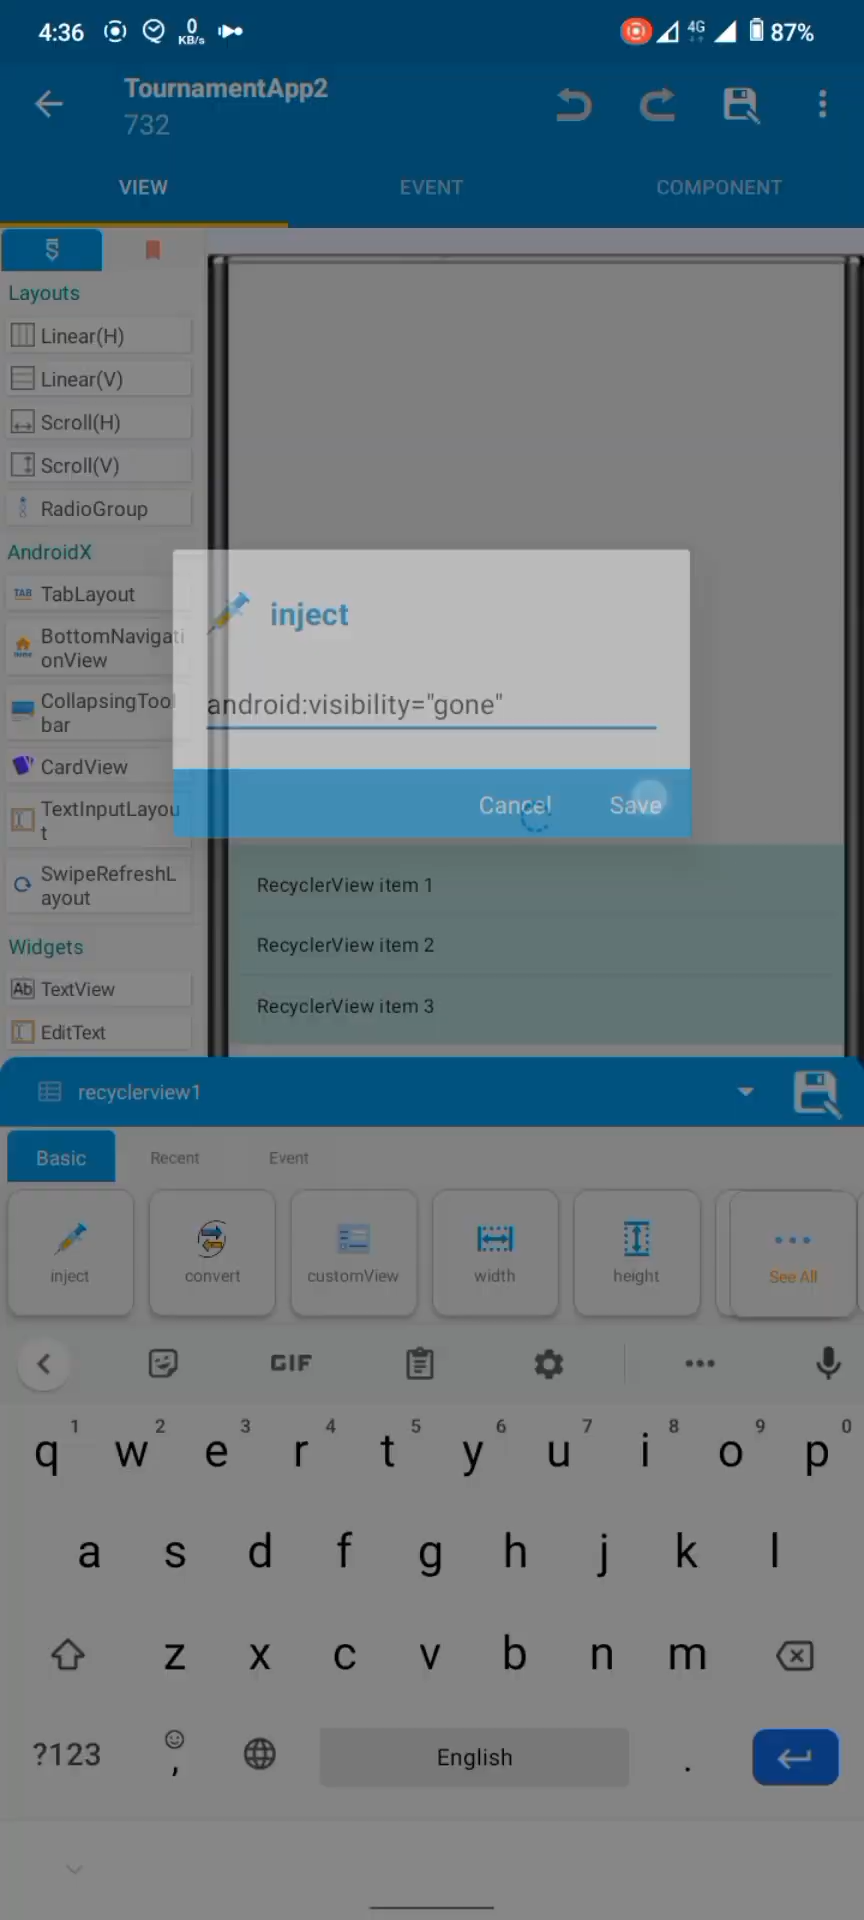 4:36
0
KB/s
4G
87%
TournamentApp2
732
VIEW
EVENT
COMPONENT
Layouts
Linear(H)
Linear(V)
Scroll(H)
Scroll(V)
RadioGroup
AndroidX
TAB TabLayout
BottomNavigati
onView
CollapsingTool
bar
CardView
TextInputLayou
t
SwipeRefreshL
ayout
Widgets
Ab TextView
EditText
inject
android:visibility="gone"
Cancel
Save
RecyclerView item 1
RecyclerView item 2
RecyclerView item 3
recyclerview1
Basic
Recent
Event
inject
convert
customView
width
height
See All
GIF
q 1 w 2 e 3 r 4 t 5 y 6 u 7 i 8 o 9 p 0
a s d f g h j k l
z x c v b n m
?123 , English .